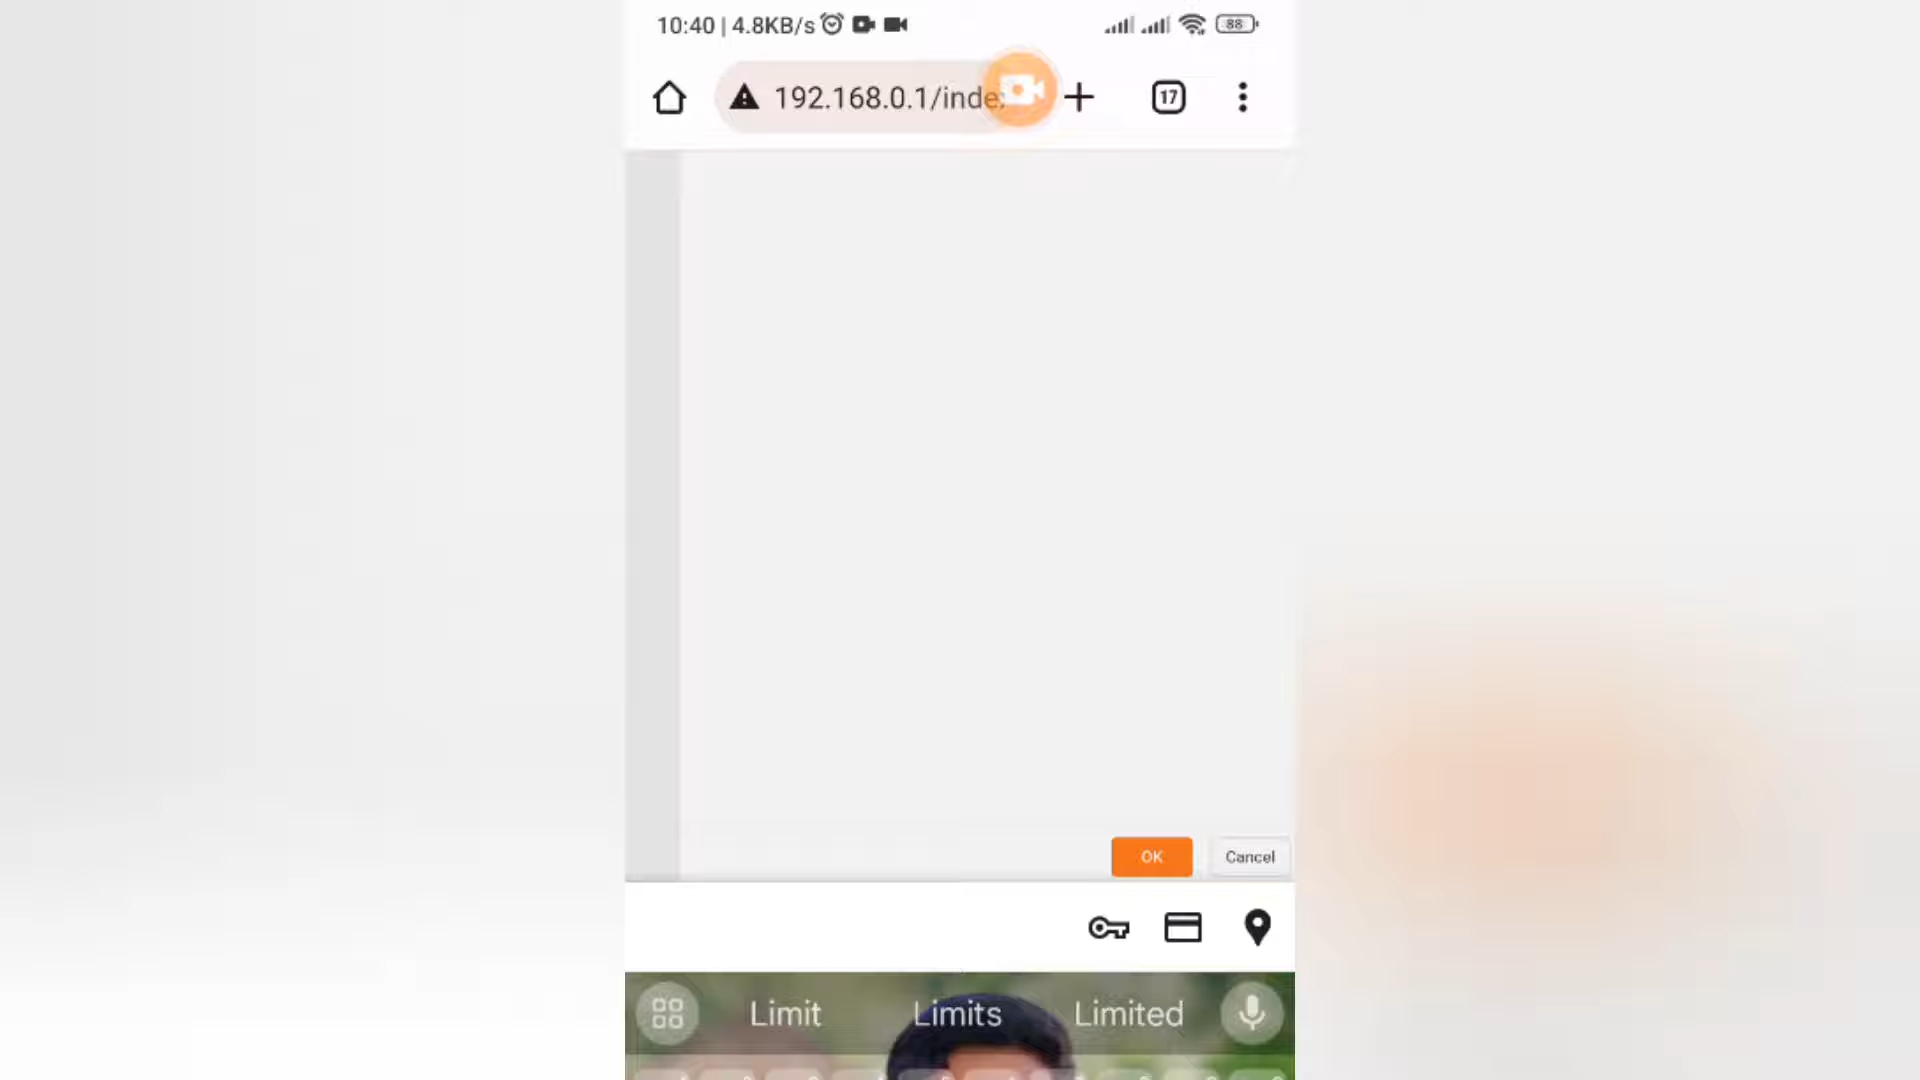 10:40 | 4.8KB/s
88
192.168.0.1/inde
17
OK
Cancel
Limit
Limits
Limited